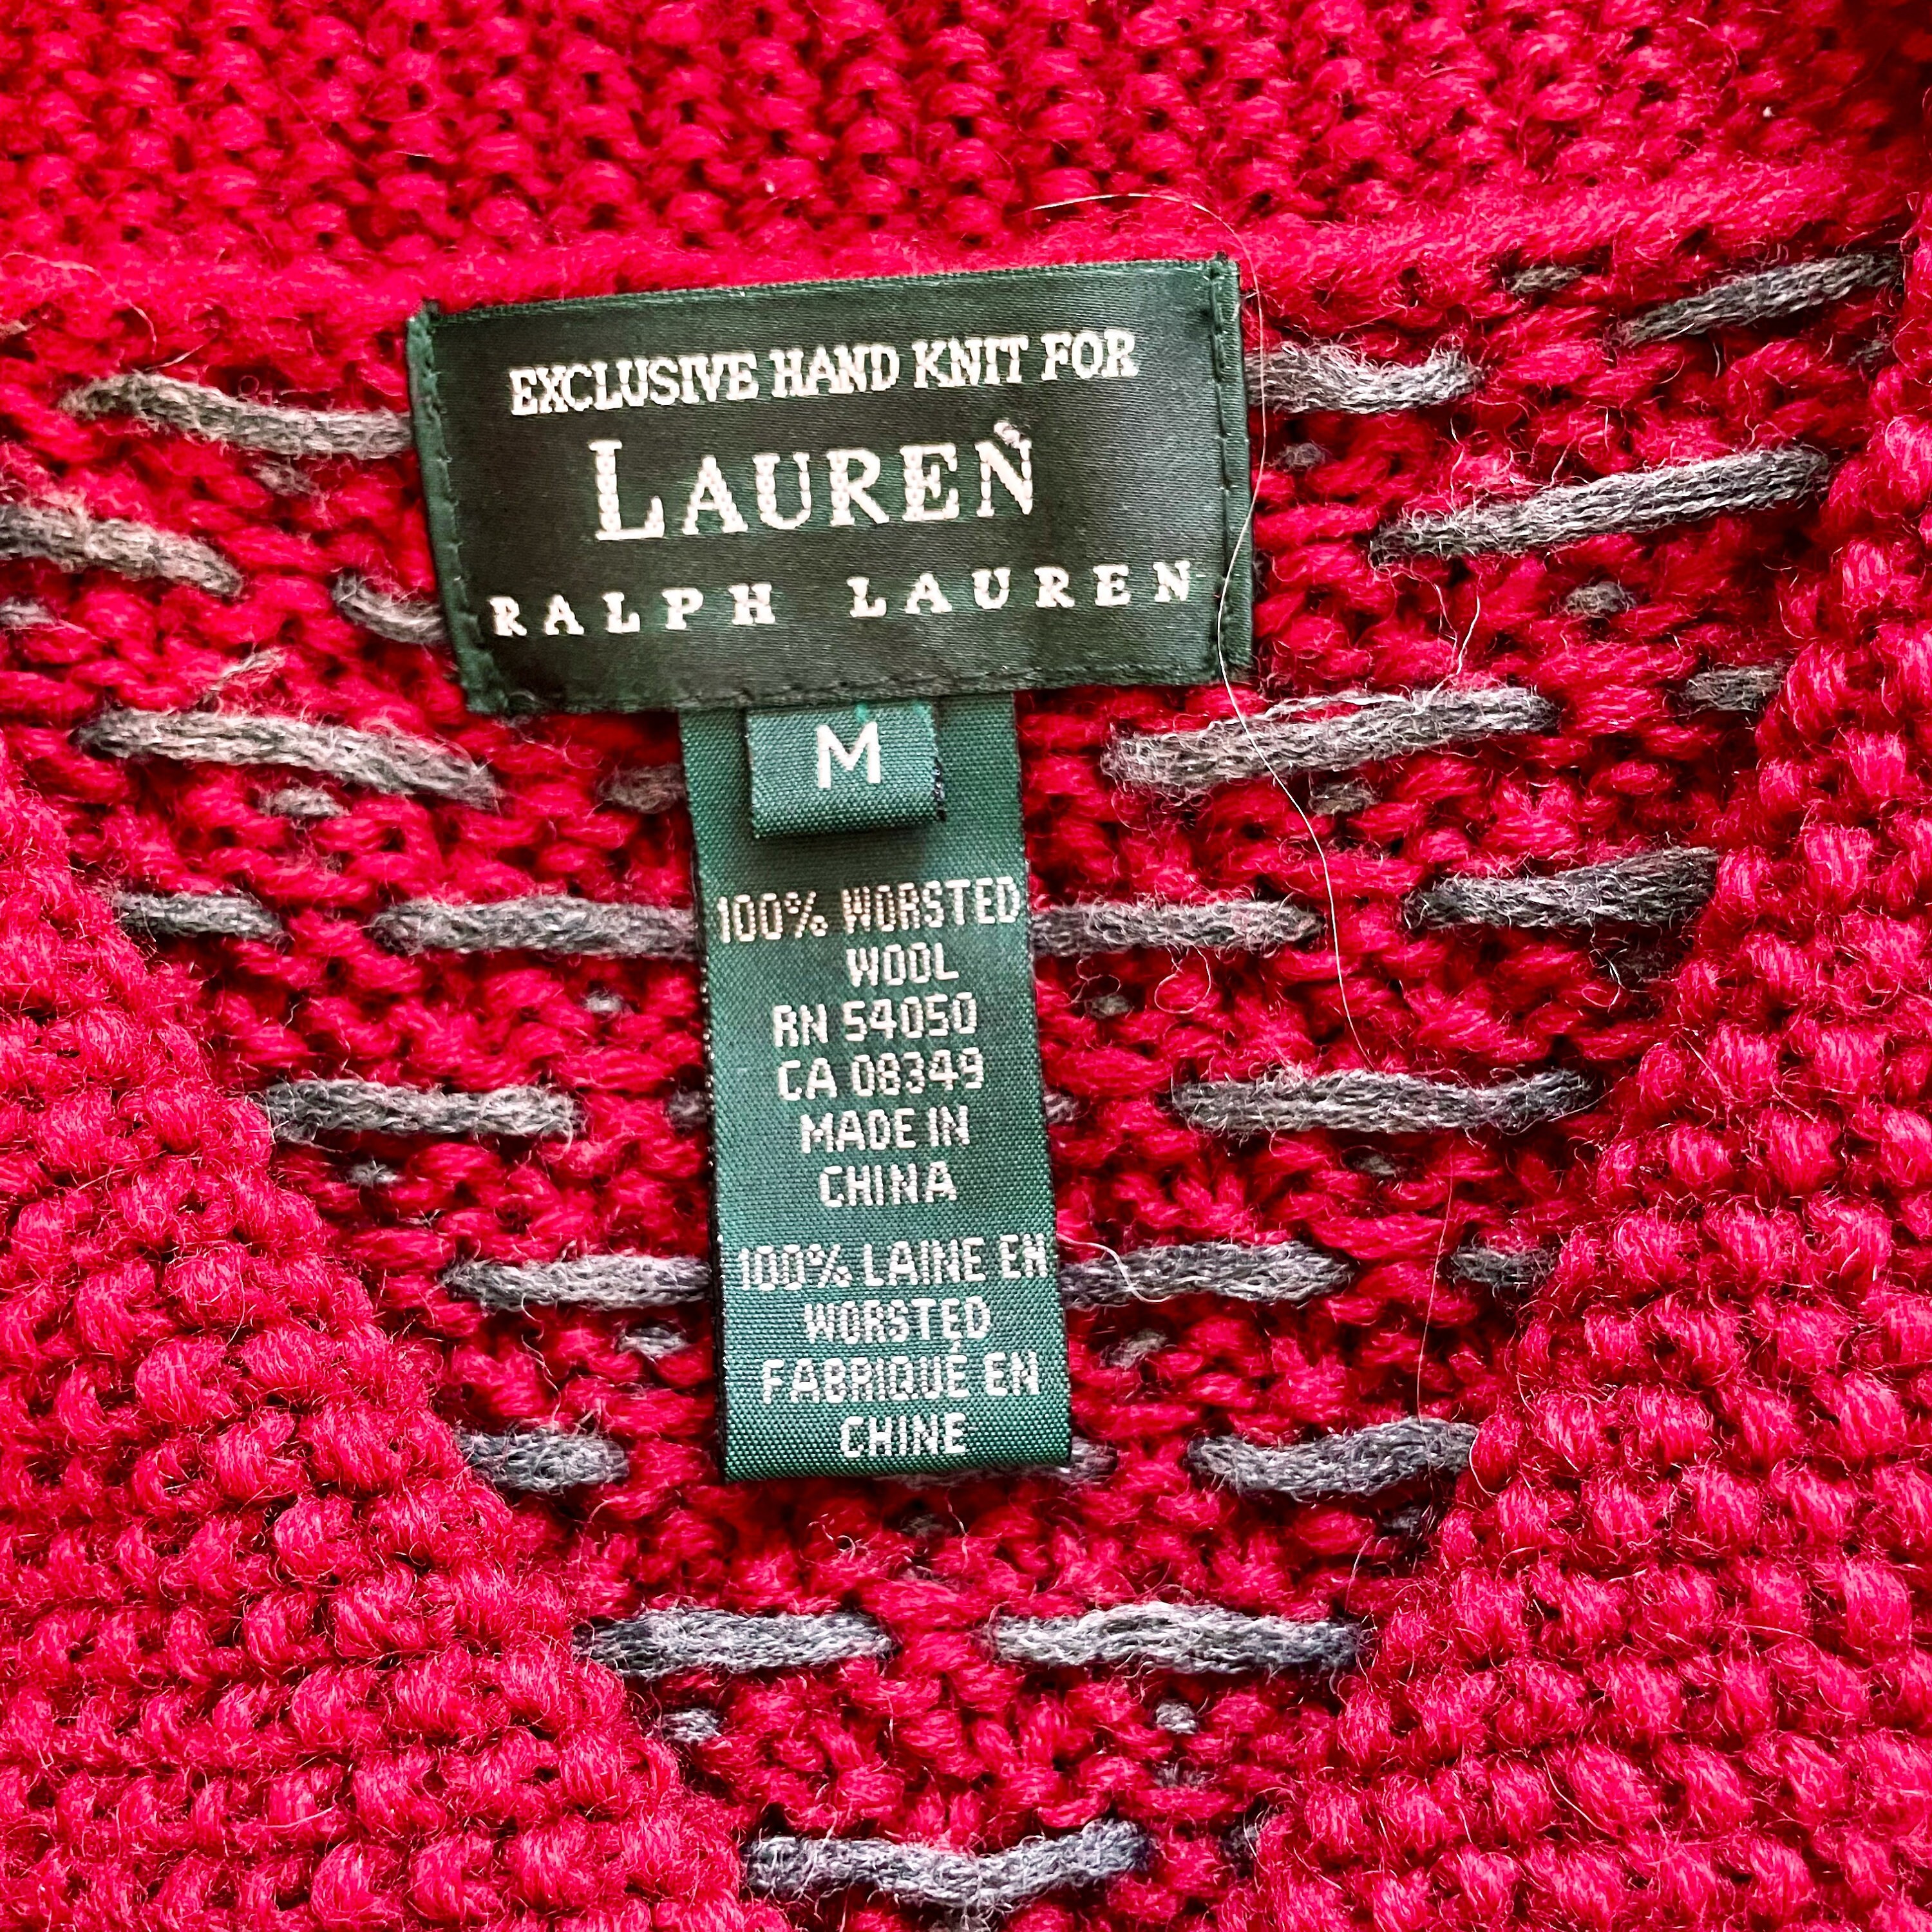 EXCLUSIVE HAND KNIT FOR
LAUREN
RALPH LAUREN
M
100% WORSTED
WOOL
RN 54050
CA 08349
MADE IN
CHINA
100% LAINE EN
WORSTED
FABRIQUÉ EN
CHINE